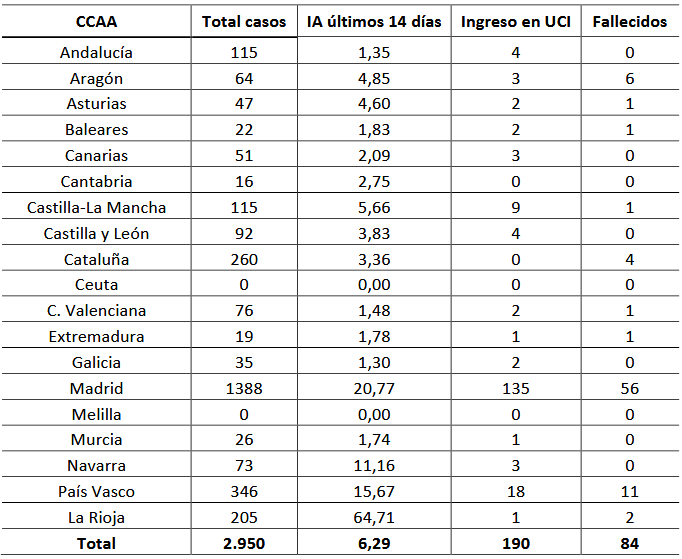 CCAA Total casos IA últimos 14 días Ingreso en UCI Fallecidos
Andalucía 115 1,35 4 0
Aragón 64 4,85 3 6
Asturias 47 4,60 2 1
Baleares 22 1,83 2 1
Canarias 51 2,09 3 0
Cantabria 16 2,75 0 0
Castilla-La Mancha 115 5,66 9 1
Castilla y León 92 3,83 4 0
Cataluña 260 3,36 0 4
Ceuta 0 0,00 0 0
C. Valenciana 76 1,48 2 1
Extremadura 19 1,78 1 1
Galicia 35 1,30 2 0
Madrid 1388 20,77 135 56
Melilla 0 0,00 0 0
Murcia 26 1,74 1 0
Navarra 73 11,16 3 0
País Vasco 346 15,67 18 11
La Rioja 205 64,71 1 2
Total 2.950 6,29 190 84